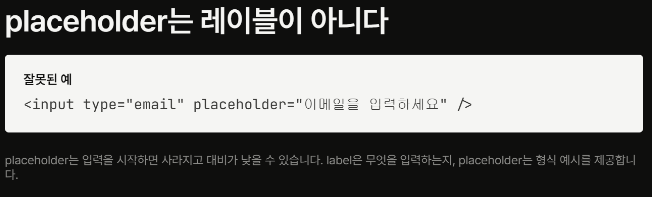 placeholder는 레이블이 아니다
잘못된 예
<input type="email" placeholder="이메일을 입력하세요" />
placeholder는 입력을 시작하면 사라지고 대비가 낮을 수 있습니다. label은 무엇을 입력하는지, placeholder는 형식 예시를 제공합니
다.